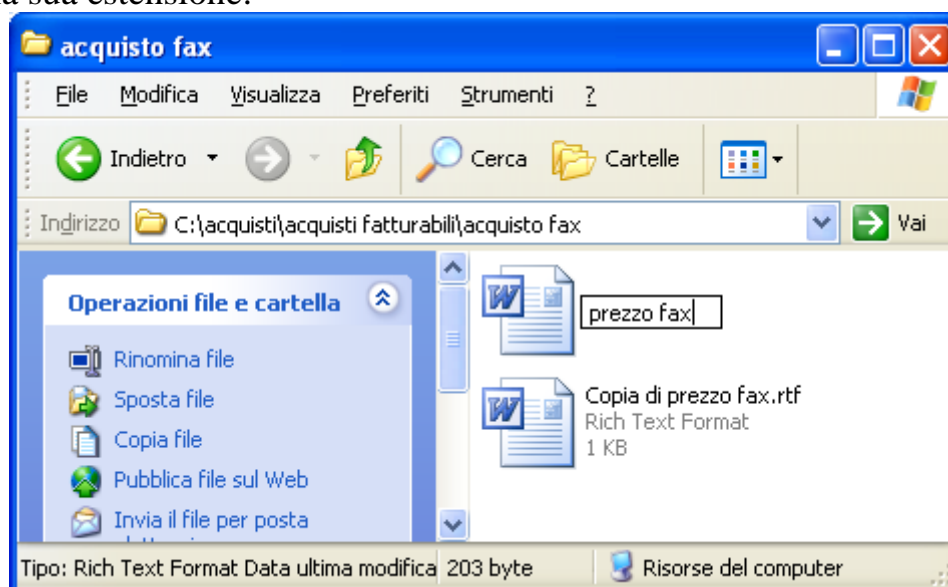 la sua estensione?
acquisto fax
File Modifica Visualizza Preferiti Strumenti ?
Indietro Cerca Cartelle
Indirizzo C:\acquisti\acquisti fatturabili\acquisto fax Vai
Operazioni file e cartella
Rinomina file
Sposta file
Copia file
Pubblica file sul Web
Invia il file per posta
prezzo fax
Copia di prezzo fax.rtf
Rich Text Format
1 KB
Tipo: Rich Text Format Data ultima modifica 203 byte Risorse del computer